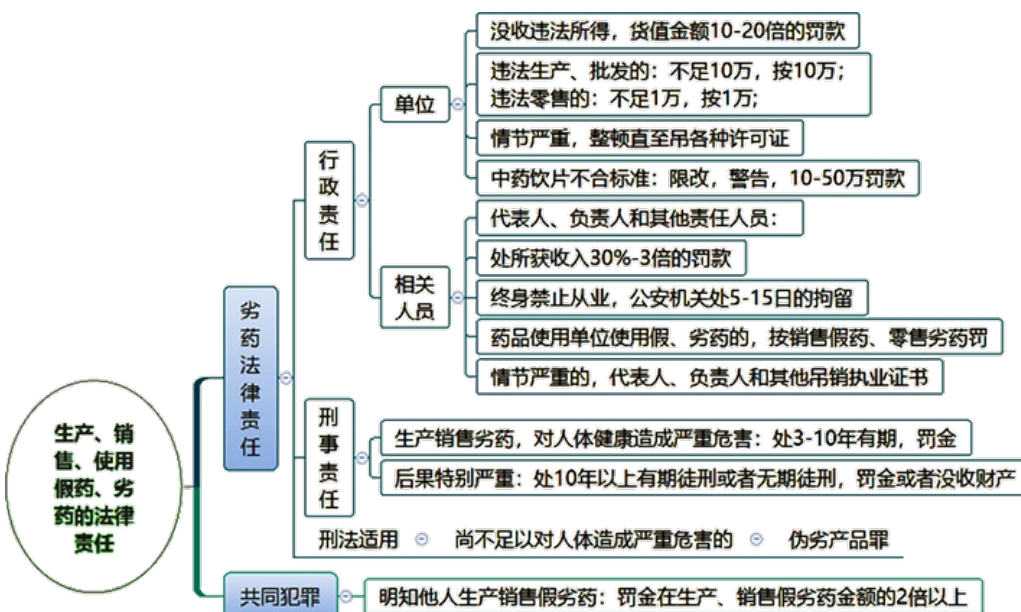 生产、销
售、使用
假药、劣
药的法律
责任
劣药法律责任
行政责任
单位
没收违法所得，货值金额10-20倍的罚款
违法生产、批发的：不足10万，按10万；
违法零售的：不足1万，按1万；
情节严重，整顿直至吊各种许可证
中药饮片不合标准：限改，警告，10-50万罚款
相关
人员
代表人、负责人和其他责任人员：
处所获收入30%-3倍的罚款
终身禁止从业，公安机关处5-15日的拘留
药品使用单位使用假、劣药的，按销售假药、零售劣药罚
情节严重的，代表人、负责人和其他吊销执业证书
刑事责任
生产销售劣药，对人体健康造成严重危害：处3-10年有期，罚金
后果特别严重：处10年以上有期徒刑或者无期徒刑，罚金或者没收财产
刑法适用
尚不足以对人体造成严重危害的
伪劣产品罪
共同犯罪
明知他人生产销售假劣药：罚金在生产、销售假劣药金额的2倍以上